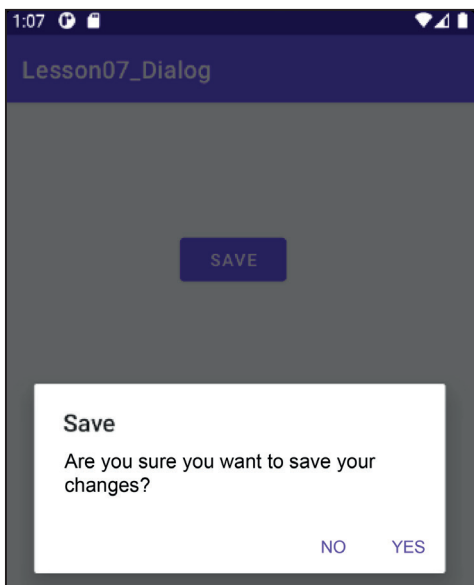 1:07
Lesson07_Dialog
SAVE
Save
Are you sure you want to save your
changes?
NO YES